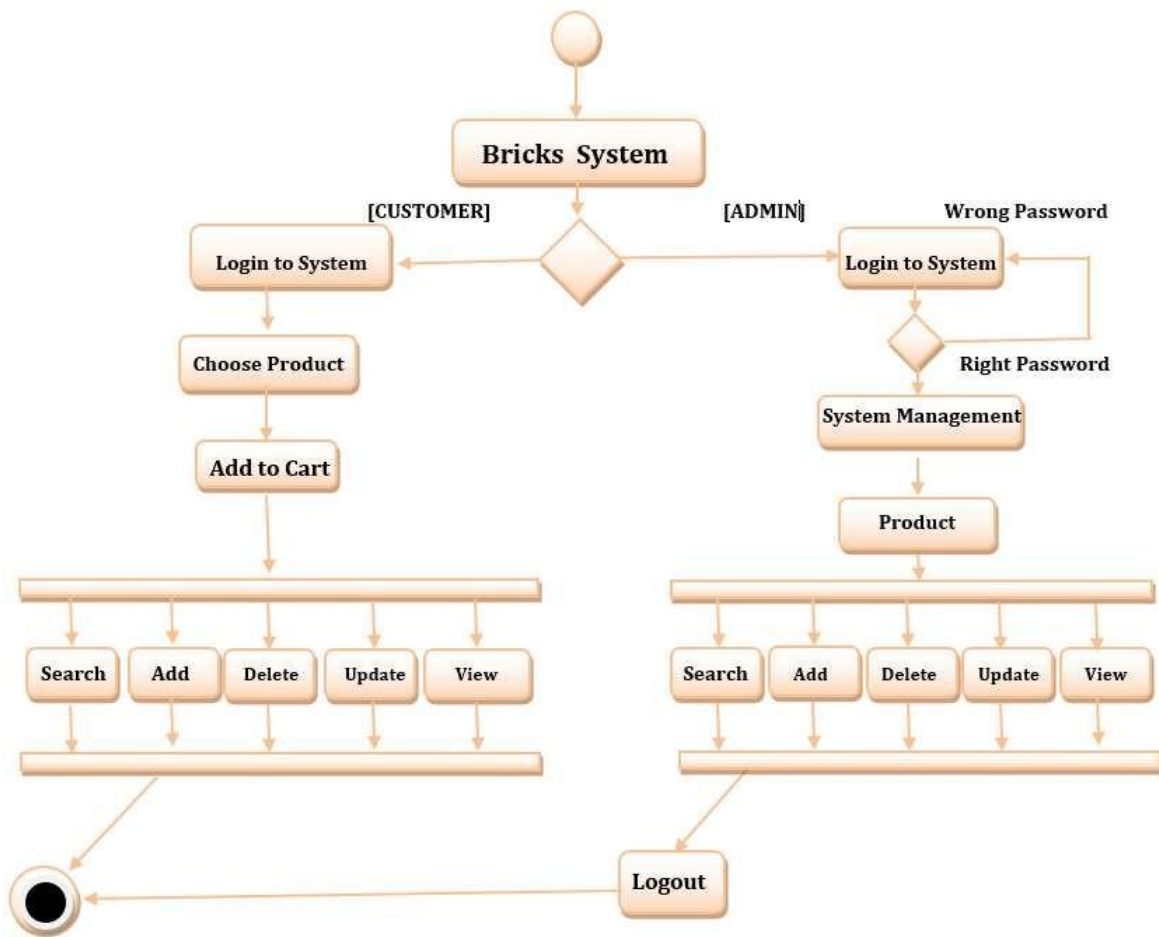 Bricks System
[CUSTOMER]
[ADMIN]
Wrong Password
Login to System
Login to System
Choose Product
Right Password
System Management
Add to Cart
Product
Search
Add
Delete
Update
View
Search
Add
Delete
Update
View
Logout